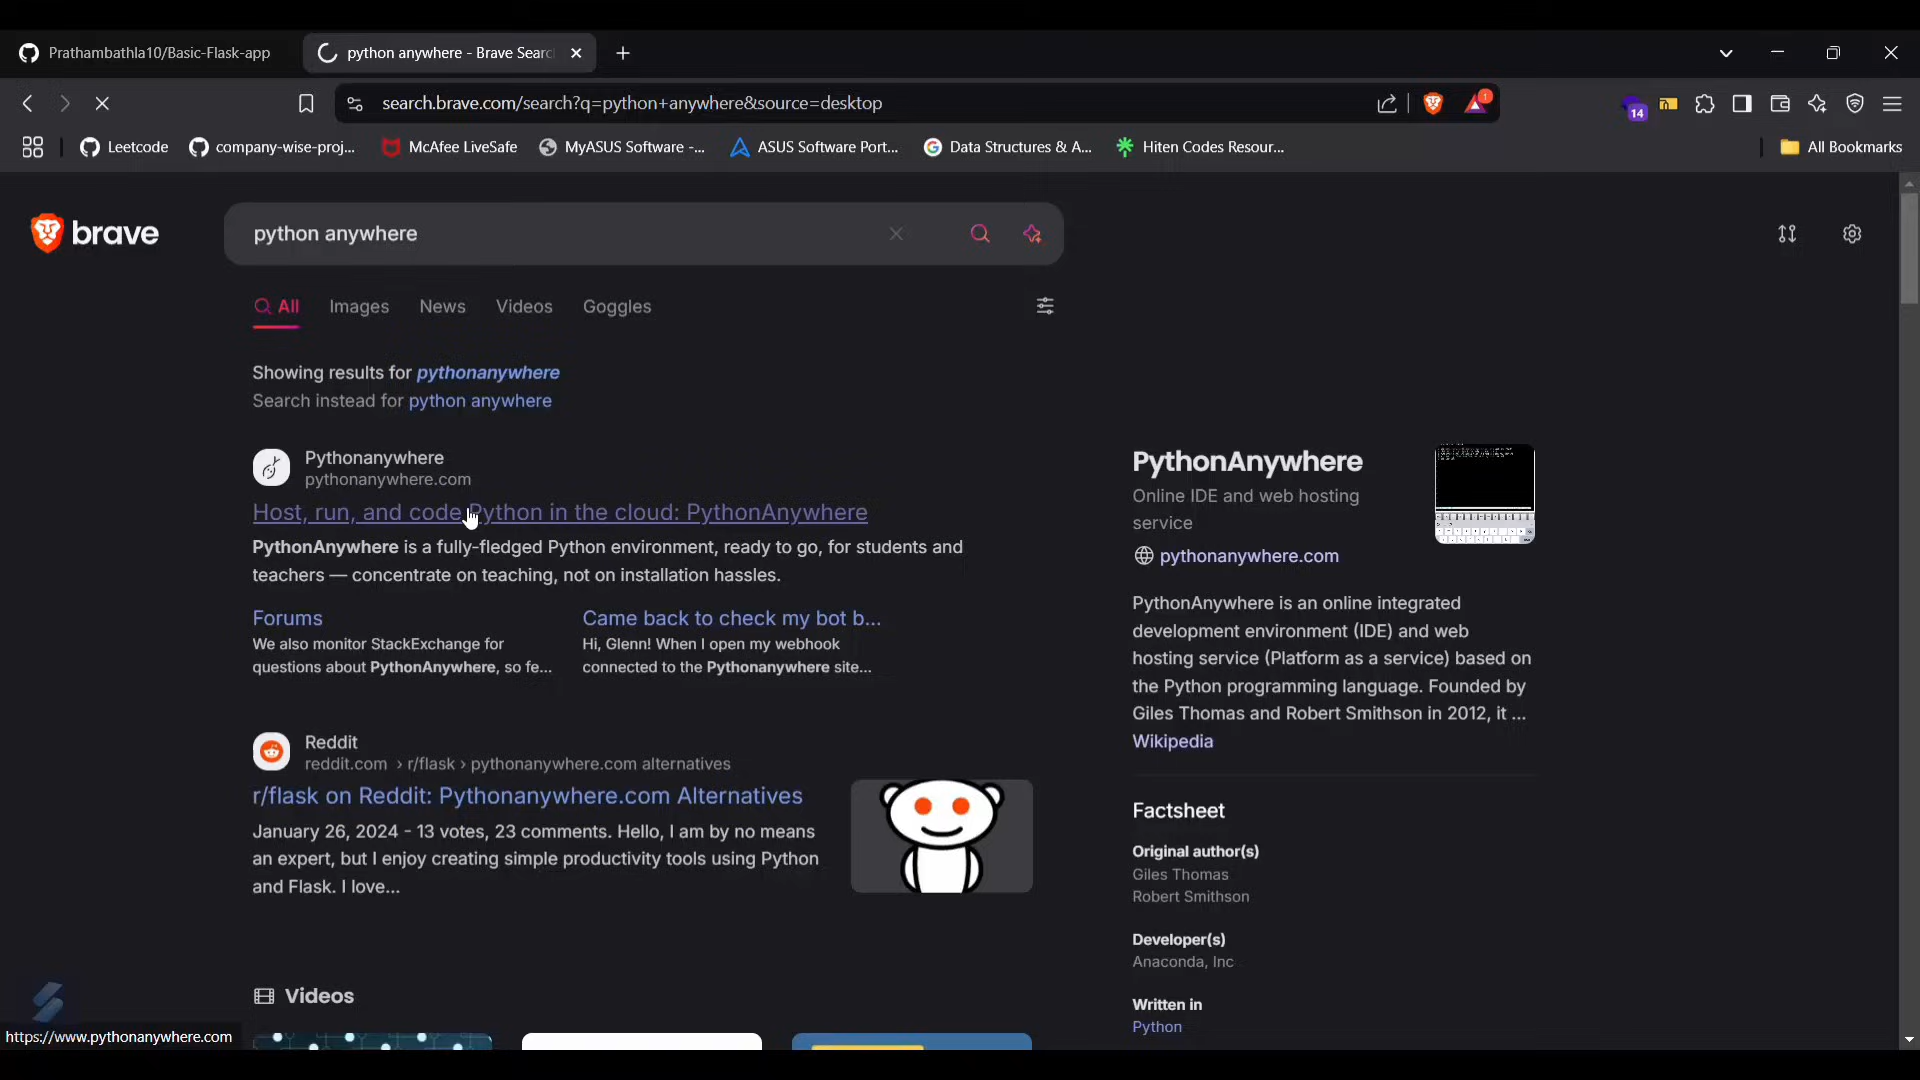 Prathambathla10/Basic-Flask-app
python anywhere - Brave Searc
search.brave.com/search?q=python+anywhere&source=desktop
1
14
Leetcode
company-wise-proj...
McAfee LiveSafe
MyASUS Software -...
ASUS Software Port...
Data Structures & A...
Hiten Codes Resour...
All Bookmarks
brave
python anywhere
All
Images
News
Videos
Goggles
Showing results for pythonanywhere
Search instead for python anywhere
Pythonanywhere
pythonanywhere.com
Host, run, and code Python in the cloud: PythonAnywhere
PythonAnywhere is a fully-fledged Python environment, ready to go, for students and
teachers — concentrate on teaching, not on installation hassles.
Forums
We also monitor StackExchange for
questions about PythonAnywhere, so fe...
Came back to check my bot b...
Hi, Glenn! When I open my webhook
connected to the Pythonanywhere site...
Reddit
reddit.com › r/flask › pythonanywhere.com alternatives
r/flask on Reddit: Pythonanywhere.com Alternatives
January 26, 2024 - 13 votes, 23 comments. Hello, I am by no means
an expert, but I enjoy creating simple productivity tools using Python
and Flask. I love...
Videos
PythonAnywhere
Online IDE and web hosting
service
pythonanywhere.com
PythonAnywhere is an online integrated
development environment (IDE) and web
hosting service (Platform as a service) based on
the Python programming language. Founded by
Giles Thomas and Robert Smithson in 2012, it ...
Wikipedia
Factsheet
Original author(s)
Giles Thomas
Robert Smithson
Developer(s)
Anaconda, Inc
Written in
Python
https://www.pythonanywhere.com